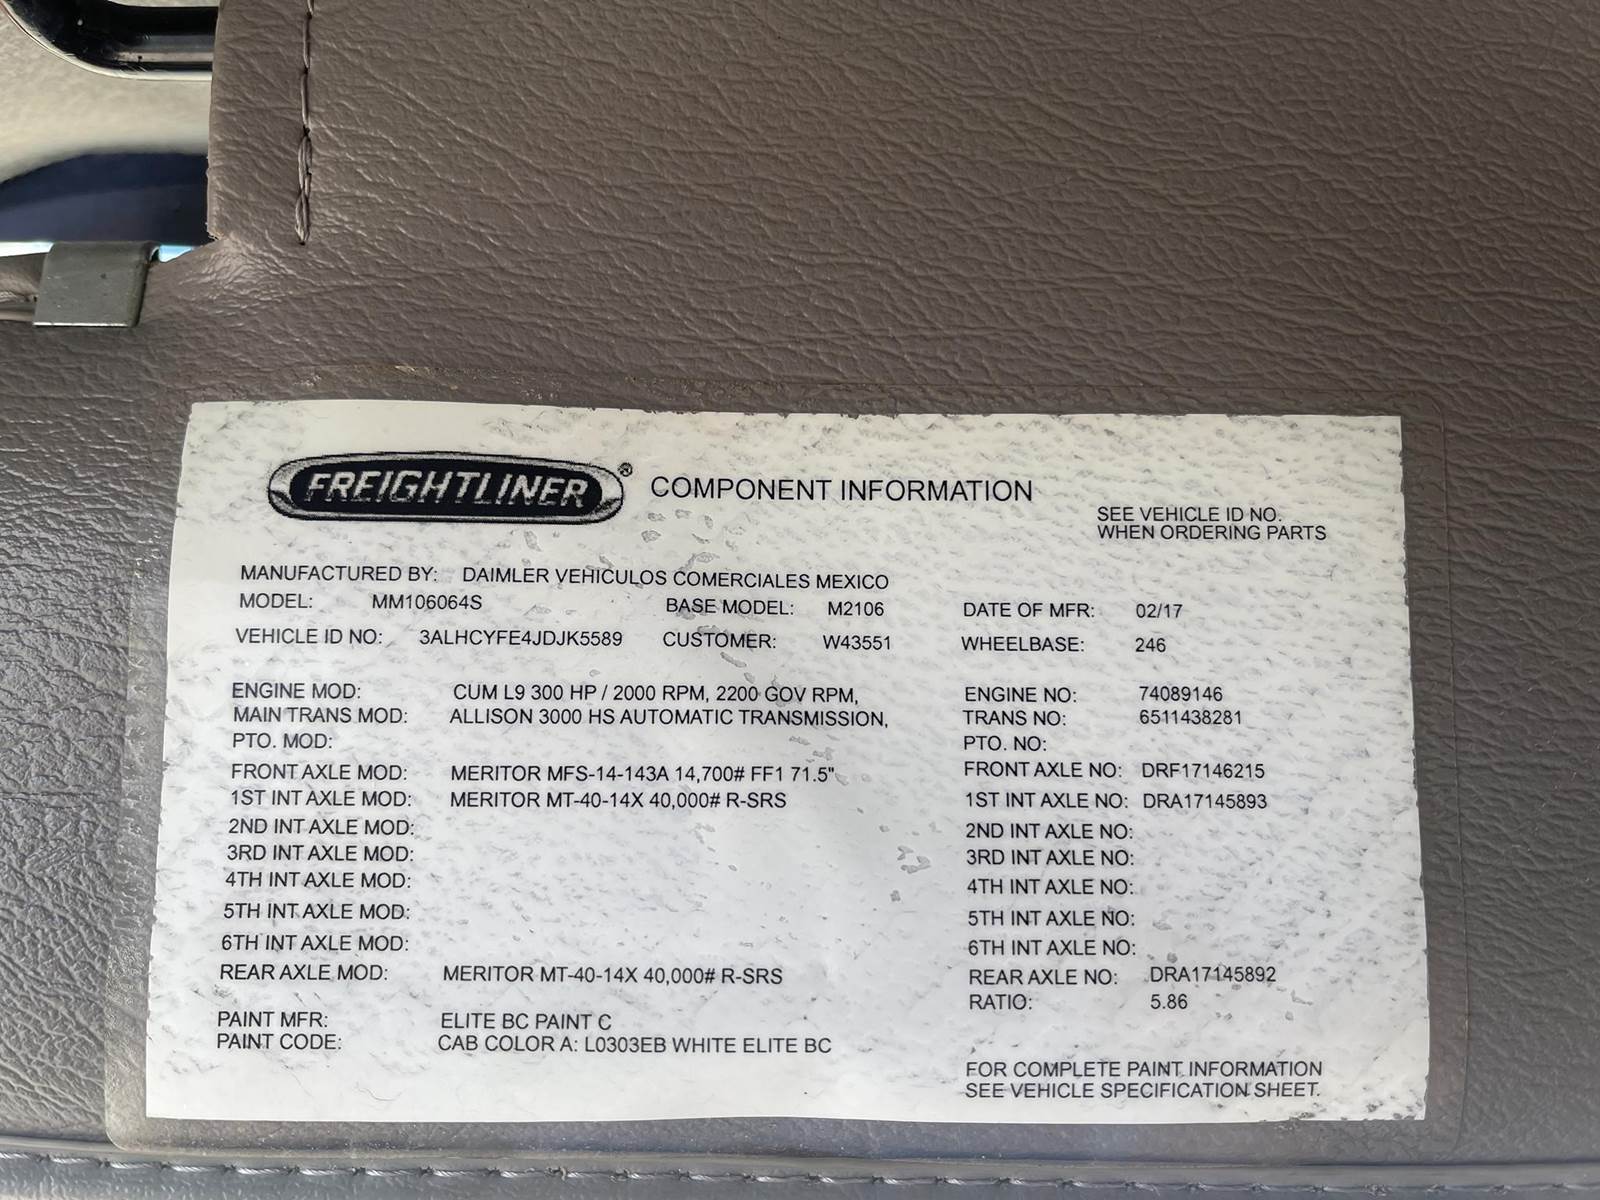 FREIGHTLINER® COMPONENT INFORMATION
SEE VEHICLE ID NO.
WHEN ORDERING PARTS
MANUFACTURED BY: DAIMLER VEHICULOS COMERCIALES MEXICO
MODEL: MM106064S BASE MODEL: M2106 DATE OF MFR: 02/17
VEHICLE ID NO: 3ALHCYFE4JDJK5589 CUSTOMER: W43551 WHEELBASE: 246
ENGINE MOD: CUM L9 300 HP / 2000 RPM, 2200 GOV RPM, ENGINE NO: 74089146
MAIN TRANS MOD: ALLISON 3000 HS AUTOMATIC TRANSMISSION, TRANS NO: 6511438281
PTO. MOD: PTO. NO:
FRONT AXLE MOD: MERITOR MFS-14-143A 14,700# FF1 71.5" FRONT AXLE NO: DRF17146215
1ST INT AXLE MOD: MERITOR MT-40-14X 40,000# R-SRS 1ST INT AXLE NO: DRA17145893
2ND INT AXLE MOD: 2ND INT AXLE NO:
3RD INT AXLE MOD: 3RD INT AXLE NO:
4TH INT AXLE MOD: 4TH INT AXLE NO:
5TH INT AXLE MOD: 5TH INT AXLE NO:
6TH INT AXLE MOD: 6TH INT AXLE NO:
REAR AXLE MOD: MERITOR MT-40-14X 40,000# R-SRS REAR AXLE NO: DRA17145892
RATIO: 5.86
PAINT MFR: ELITE BC PAINT C
PAINT CODE: CAB COLOR A: L0303EB WHITE ELITE BC
FOR COMPLETE PAINT INFORMATION
SEE VEHICLE SPECIFICATION SHEET.